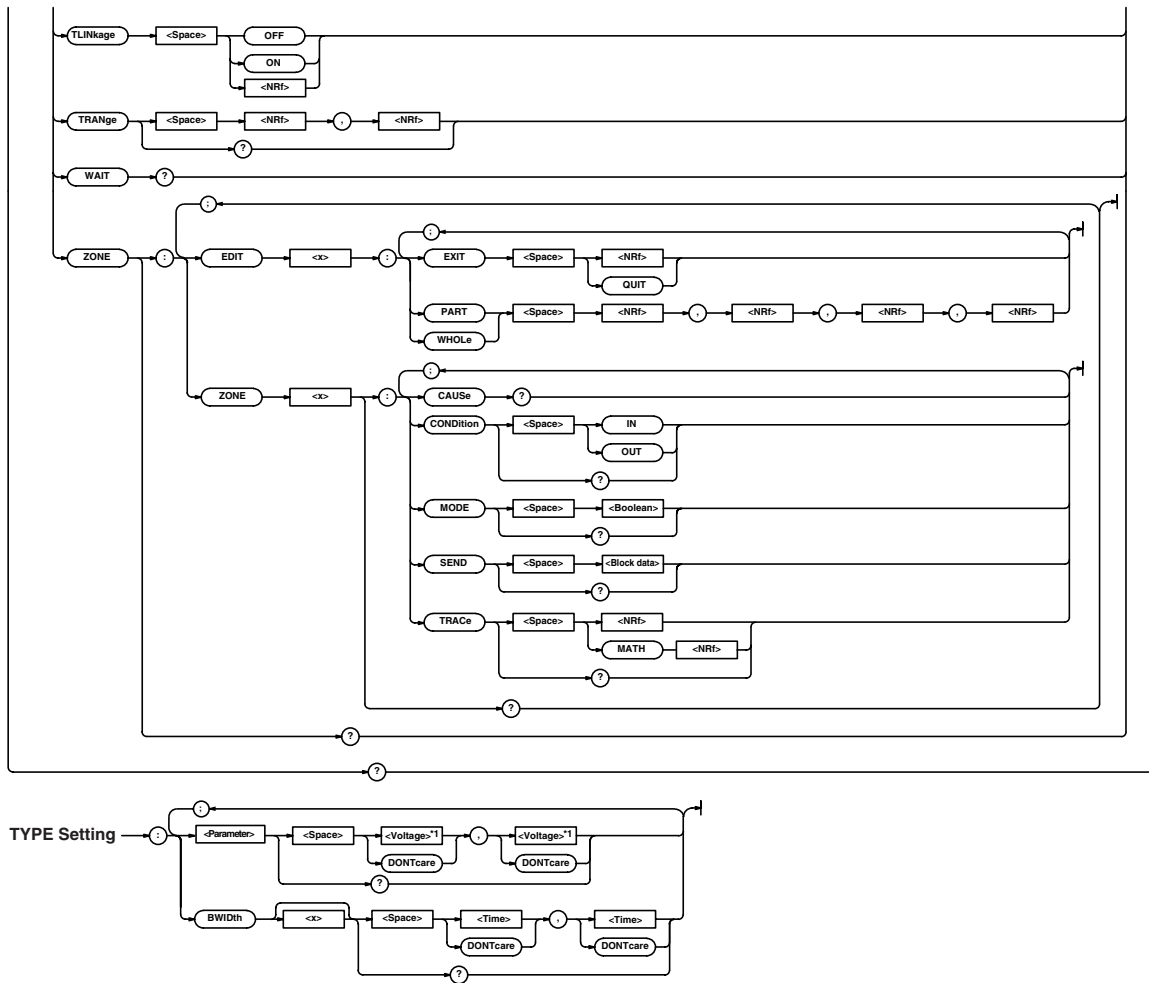 TLINkage <Space> OFF
ON
<NRf>
TRANge <Space> <NRf> , <NRf>
?
WAIT ?
;
ZONE : EDIT <x> : ; EXIT <Space> <NRf>
QUIT
PART <Space> <NRf> , <NRf> , <NRf> , <NRf>
WHOLe
;
ZONE <x> : CAUSe ?
CONDition <Space> IN
OUT
?
MODE <Space> <Boolean>
?
SEND <Space> <Block data>
?
TRACe <Space> <NRf>
MATH <NRf>
?
?
?
?
;
TYPE Setting : <Parameter> <Space> <Voltage>*1 , <Voltage>*1
DONTcare DONTcare
?
BWIDth <x> <Space> <Time> , <Time>
DONTcare DONTcare
?